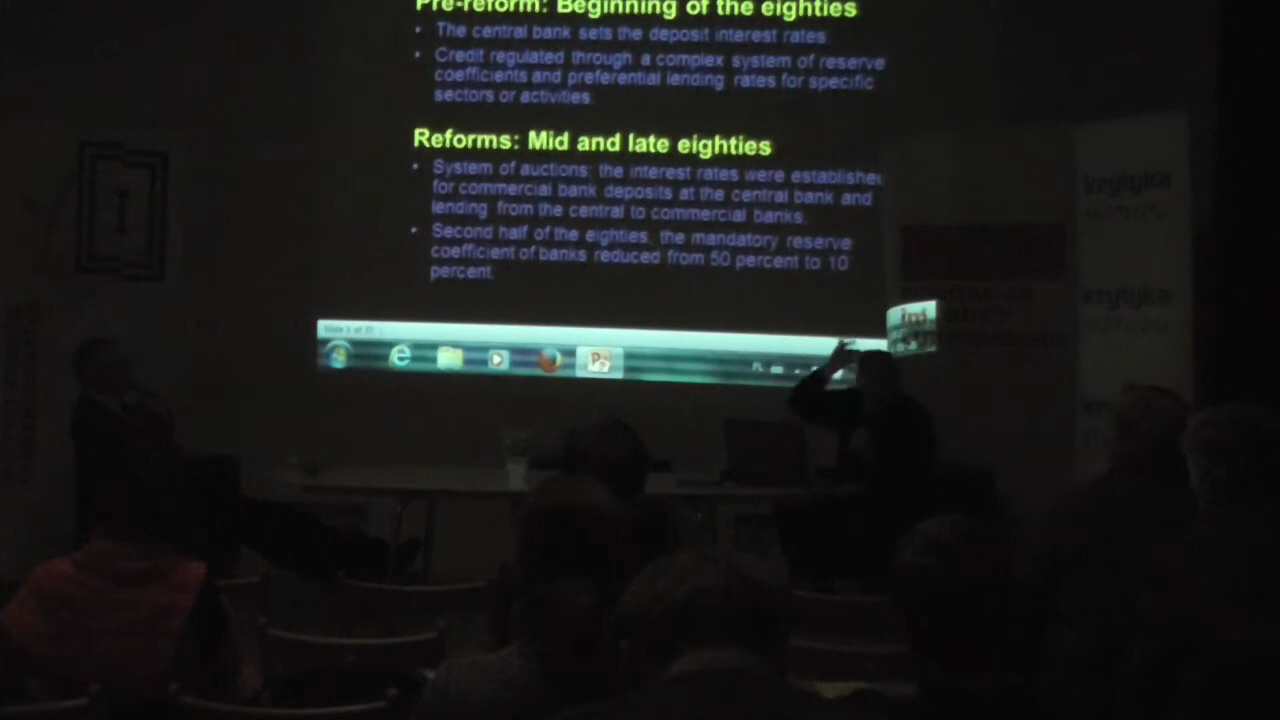 Pre-reform: Beginning of the eighties
• The central bank sets the deposit interest rates.
• Credit regulated through a complex system of reserve
coefficients and preferential lending rates for specific
sectors or activities.
Reforms: Mid and late eighties
• System of auctions: the interest rates were established
for commercial bank deposits at the central bank and
lending from the central to commercial banks.
• Second half of the eighties, the mandatory reserve
coefficient of banks reduced from 50 percent to 10
percent.
I
krytyka
krytyka
PL